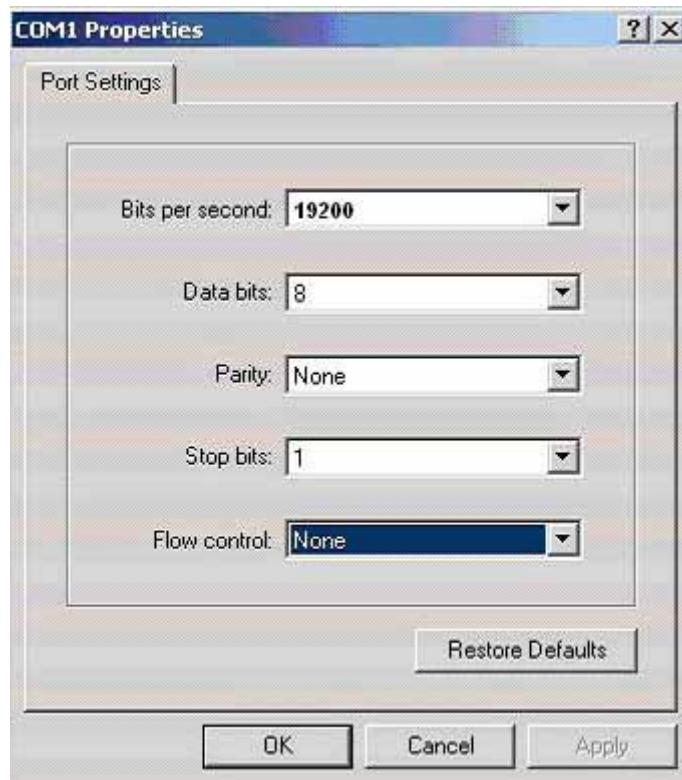 COM1 Properties
Port Settings
Bits per second: 19200
Data bits: 8
Parity: None
Stop bits: 1
Flow control: None
Restore Defaults
OK Cancel Apply